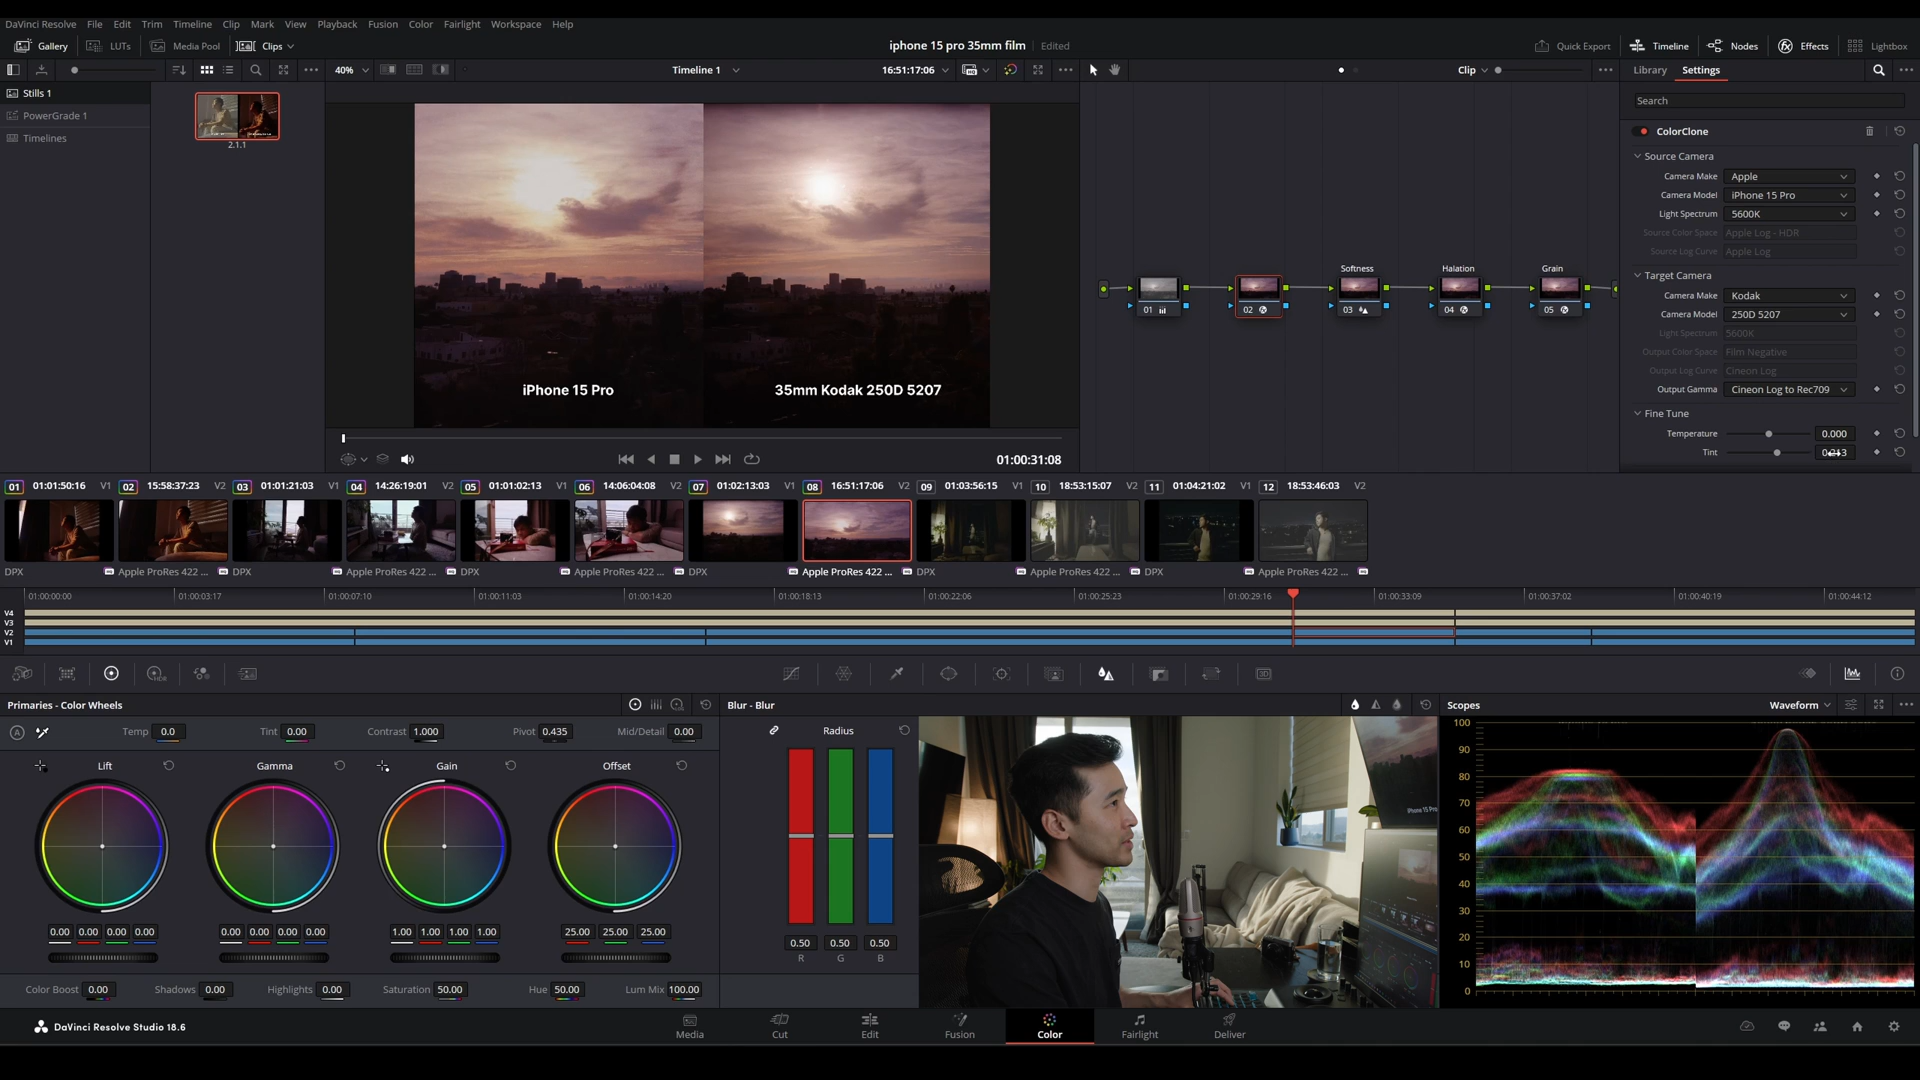 DaVinci Resolve File Edit Trim Timeline Clip Mark View Playback Fusion Color Fairlight Workspace Help
Gallery LUTs Media Pool Clips iphone 15 pro 35mm film Edited Quick Export Timeline Nodes Effects Lightbox
40% Timeline 1 16:51:17:06 Clip Library Settings
Stills 1
PowerGrade 1
Timelines
2.1.1
iPhone 15 Pro 35mm Kodak 250D 5207
01:00:31:08
Softness Halation Grain
01 02 03 04 05
Search
ColorClone
Source Camera
Camera Make Apple
Camera Model iPhone 15 Pro
Light Spectrum 5600K
Source Color Space Apple Log - HDR
Source Log Curve Apple Log
Target Camera
Camera Make Kodak
Camera Model 250D 5207
Light Spectrum 5600K
Output Color Space Film Negative
Output Log Curve Cineon Log
Output Gamma Cineon Log to Rec709
Fine Tune
Temperature 0.000
Tint
01 01:01:50:16 V1 02 15:58:37:23 V2 03 01:01:21:03 V1 04 14:26:19:01 V2 05 01:01:02:13 V1 06 14:06:04:08 V2 07 01:02:13:03 V1 08 16:51:17:06 V2 09 01:03:56:15 V1 10 18:53:15:07 V2 11 01:04:21:02 V1 12 18:53:46:03 V2
DPX Apple ProRes 422 ... DPX Apple ProRes 422 ... DPX Apple ProRes 422 ... DPX Apple ProRes 422 ... DPX Apple ProRes 422 ... DPX Apple ProRes 422 ...
01:00:00:00 01:00:03:17 01:00:07:10 01:00:11:03 01:00:14:20 01:00:18:13 01:00:22:06 01:00:25:23 01:00:29:16 01:00:33:09 01:00:37:02 01:00:40:19 01:00:44:12
V4
V3
V2
V1
Primaries - Color Wheels
Temp 0.0 Tint 0.00 Contrast 1.000 Pivot 0.435 Mid/Detail 0.00
Lift Gamma Gain Offset
0.00 0.00 0.00 0.00 0.00 0.00 0.00 0.00 1.00 1.00 1.00 1.00 25.00 25.00 25.00
Color Boost 0.00 Shadows 0.00 Highlights 0.00 Saturation 50.00 Hue 50.00 Lum Mix 100.00
Blur - Blur
Radius
0.50 0.50 0.50
R G B
iPhone 15 Pro
Scopes Waveform
100
90
80
70
60
50
40
30
20
10
0
DaVinci Resolve Studio 18.6
Media Cut Edit Fusion Color Fairlight Deliver